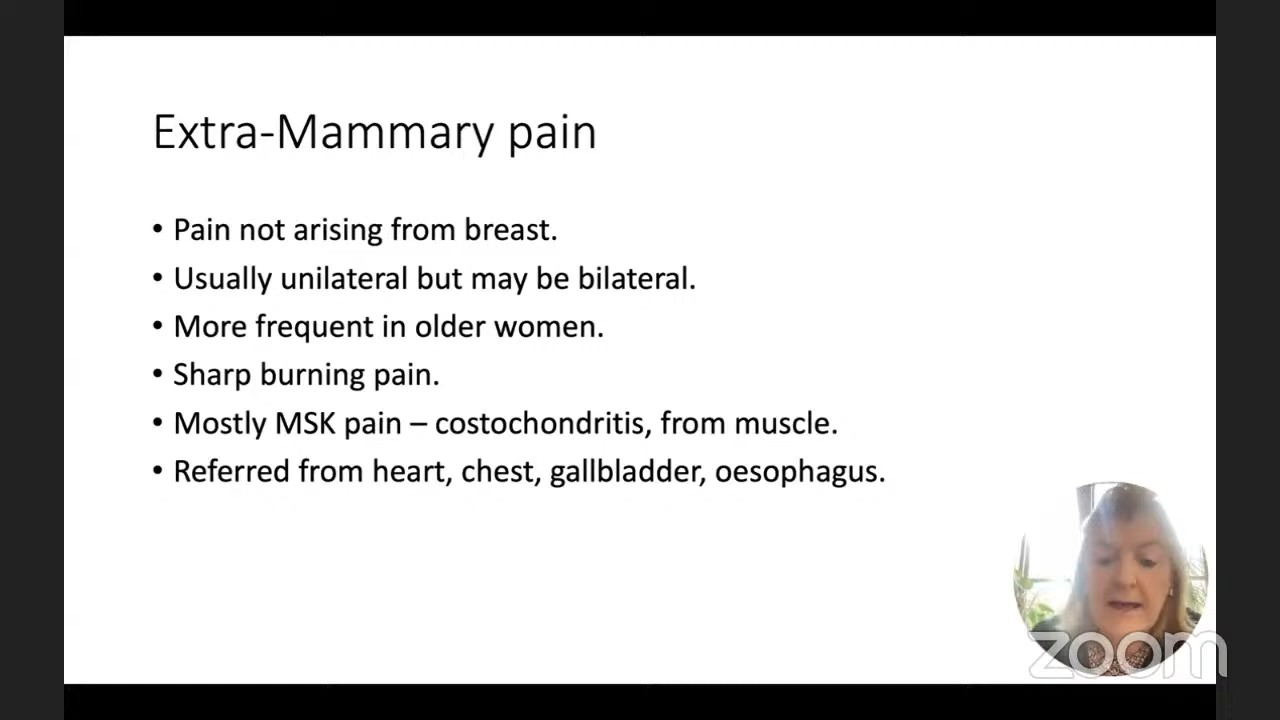 Extra-Mammary pain
• Pain not arising from breast.
• Usually unilateral but may be bilateral.
• More frequent in older women.
• Sharp burning pain.
• Mostly MSK pain – costochondritis, from muscle.
• Referred from heart, chest, gallbladder, oesophagus.
zoom